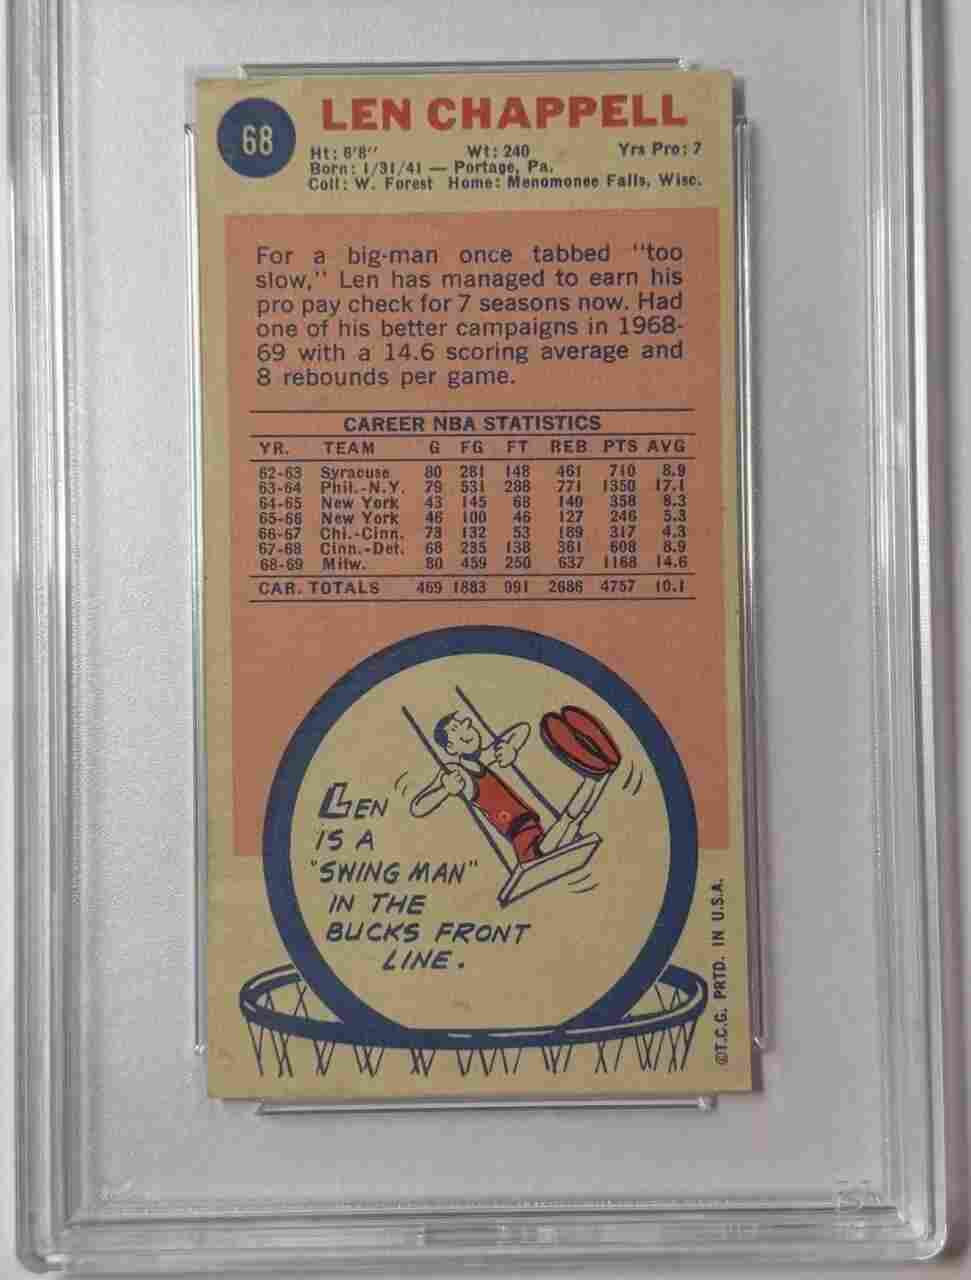 68
LEN CHAPPELL
Ht: 6'8" Wt: 240 Yrs Pro: 7
Born: 1/31/41 — Portage, Pa.
Coll: W. Forest Home: Menomonee Falls, Wisc.
For a big-man once tabbed "too
slow," Len has managed to earn his
pro pay check for 7 seasons now. Had
one of his better campaigns in 1968-
69 with a 14.6 scoring average and
8 rebounds per game.
CAREER NBA STATISTICS
YR. TEAM G FG FT REB PTS AVG
62-63 Syracuse 80 281 148 461 710 8.9
63-64 Phil.-N.Y. 79 531 288 771 1350 17.1
64-65 New York 43 145 68 140 358 8.3
65-66 New York 46 100 46 127 246 5.3
66-67 Chi.-Cinn. 73 132 53 189 317 4.3
67-68 Cinn.-Det. 68 235 138 361 608 8.9
68-69 Milw. 80 459 250 637 1168 14.6
CAR. TOTALS 469 1883 991 2686 4757 10.1
LEN
IS A
"SWING MAN"
IN THE
BUCKS FRONT
LINE.
©T.C.G. PRTD. IN U.S.A.